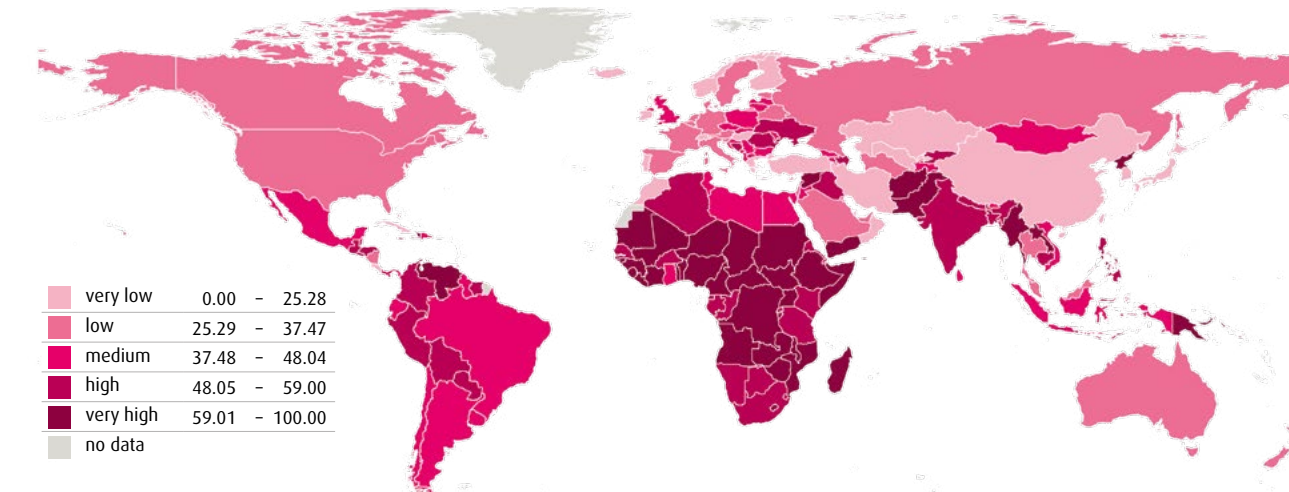 very low 0.00 – 25.28
low 25.29 – 37.47
medium 37.48 – 48.04
high 48.05 – 59.00
very high 59.01 – 100.00
no data